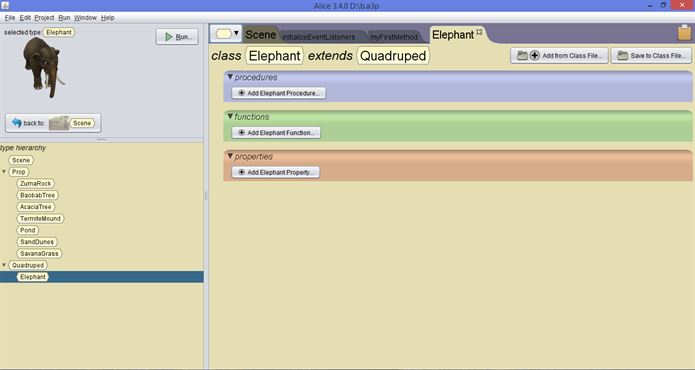 Alice 3.4.0 D:\b.a3p
File Edit Project Run Window Help
selected type: Elephant
Run...
back to: Scene
type hierarchy
Scene
Prop
ZumaRock
BaobabTree
AcaciaTree
TermiteMound
Pond
SandDunes
SavanaGrass
Quadruped
Elephant
Scene initializeEventListeners myFirstMethod Elephant
class Elephant extends Quadruped
Add from Class File... Save to Class File...
procedures
Add Elephant Procedure...
functions
Add Elephant Function...
properties
Add Elephant Property...